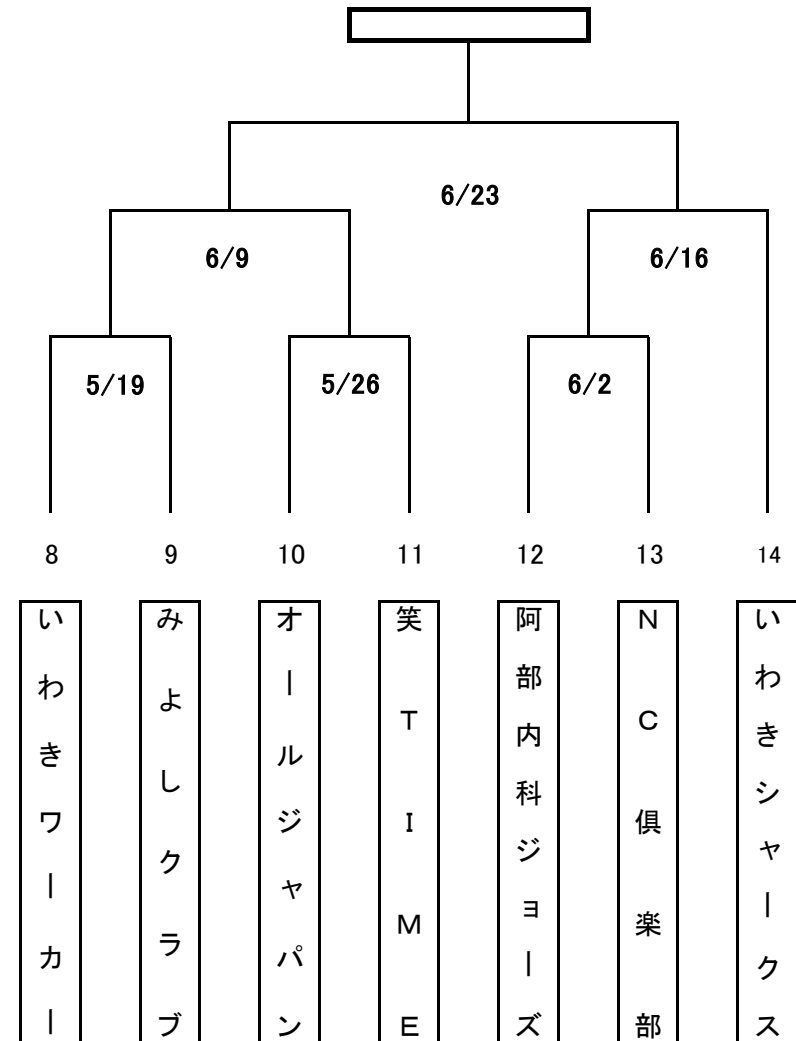 6/23
6/9
6/16
5/19
5/26
6/2
8
9
10
11
12
13
14
いわきワーカー
みよしクラブ
オールジャパン
笑TIME
阿部内科ジョーズ
NC倶楽部
いわきシャークス